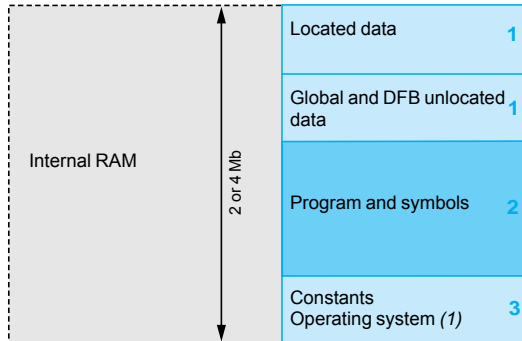 Located data 1
Global and DFB unlocated 1
data
Internal RAM
2 or 4 Mb
Program and symbols 2
Constants 3
Operating system (1)